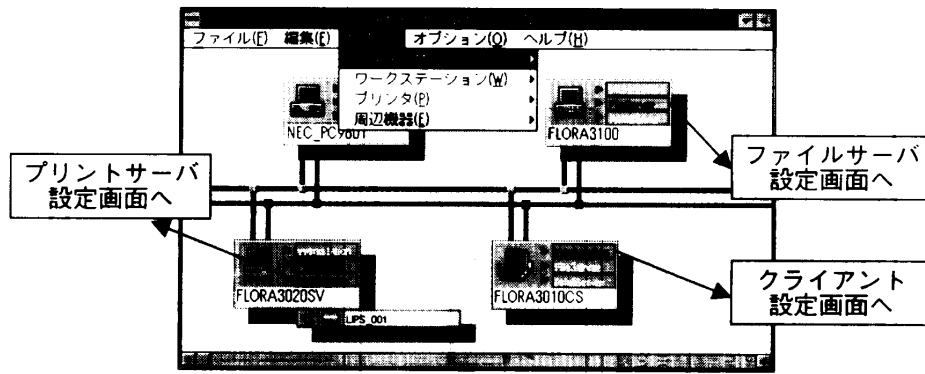 ファイル(F) 編集(E) オプション(O) ヘルプ(H)
ワークステーション(W)
プリンタ(P)
周辺機器(E)
NEC_PC9801
FLORA3100
プリントサーバ
設定画面へ
ファイルサーバ
設定画面へ
FLORA3020SV
LIPS_001
FLORA3010CS
クライアント
設定画面へ